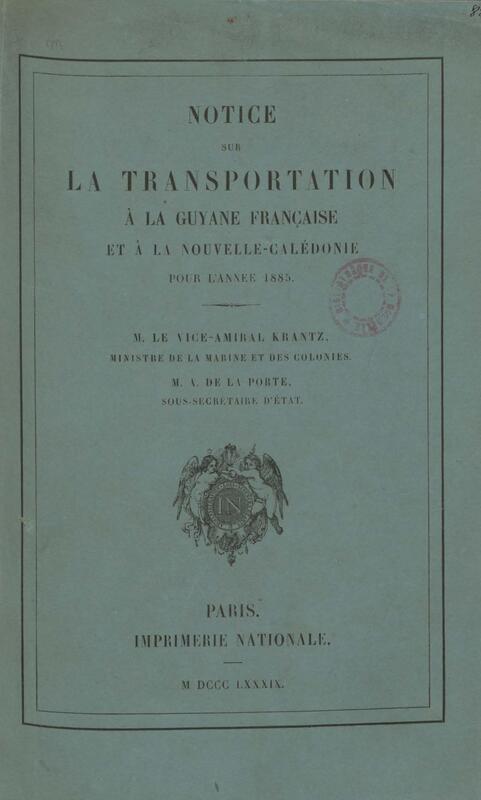 NOTICE
SUR
LA TRANSPORTATION
À LA GUYANE FRANÇAISE
ET À LA NOUVELLE-CALÉDONIE
POUR L'ANNÉE 1885.
M. LE VICE-AMIRAL KRANTZ,
MINISTRE DE LA MARINE ET DES COLONIES.
M. A. DE LA PORTE,
SOUS-SECRÉTAIRE D'ÉTAT.
IN
PARIS.
IMPRIMERIE NATIONALE.
M DCCC LXXXIX.